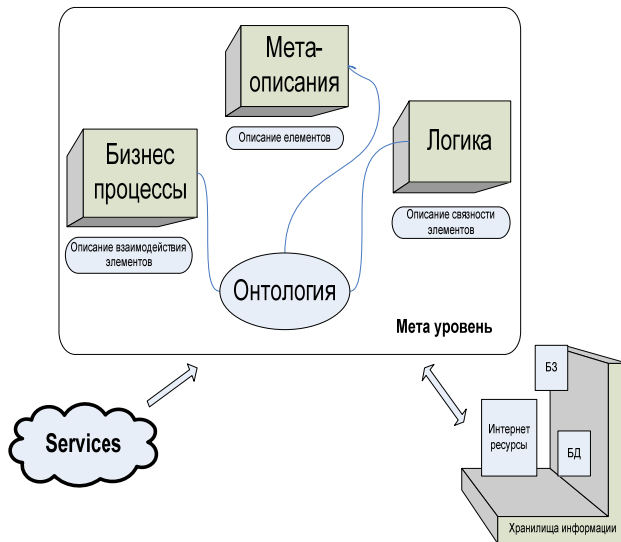 Мета-
описания
Описание елементов
Логика
Описание связности
элементов
Бизнес
процессы
Описание взаимодействия
элементов
Онтология
Мета уровень
Services
БЗ
Интернет
ресурсы
БД
Хранилища информации